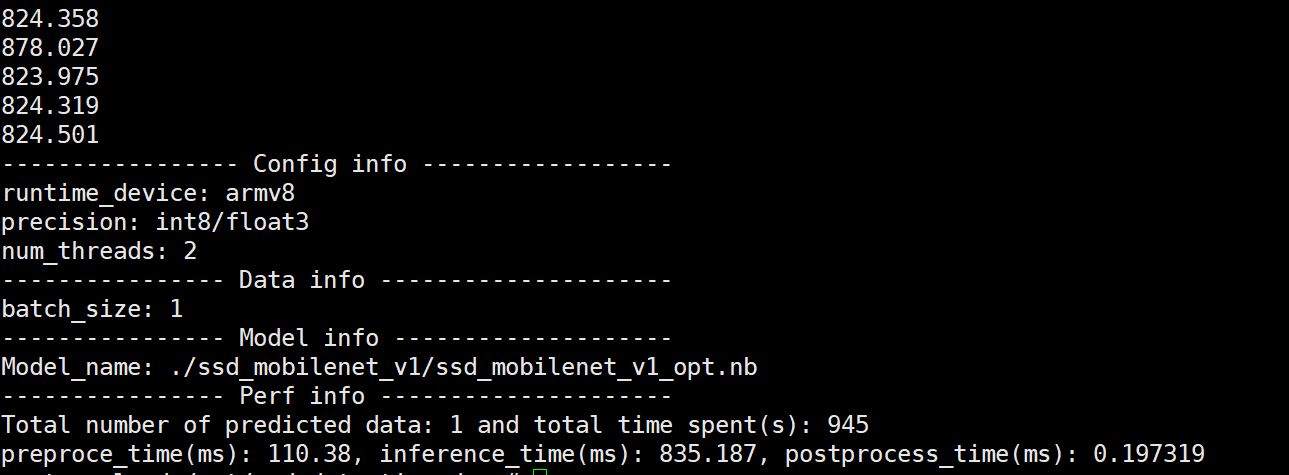 824.358
878.027
823.975
824.319
824.501
----------------- Config info ------------------
runtime_device: armv8
precision: int8/float3
num_threads: 2
---------------- Data info ---------------------
batch_size: 1
---------------- Model info --------------------
Model_name: ./ssd_mobilenet_v1/ssd_mobilenet_v1_opt.nb
---------------- Perf info ---------------------
Total number of predicted data: 1 and total time spent(s): 945
preproce_time(ms): 110.38, inference_time(ms): 835.187, postprocess_time(ms): 0.197319